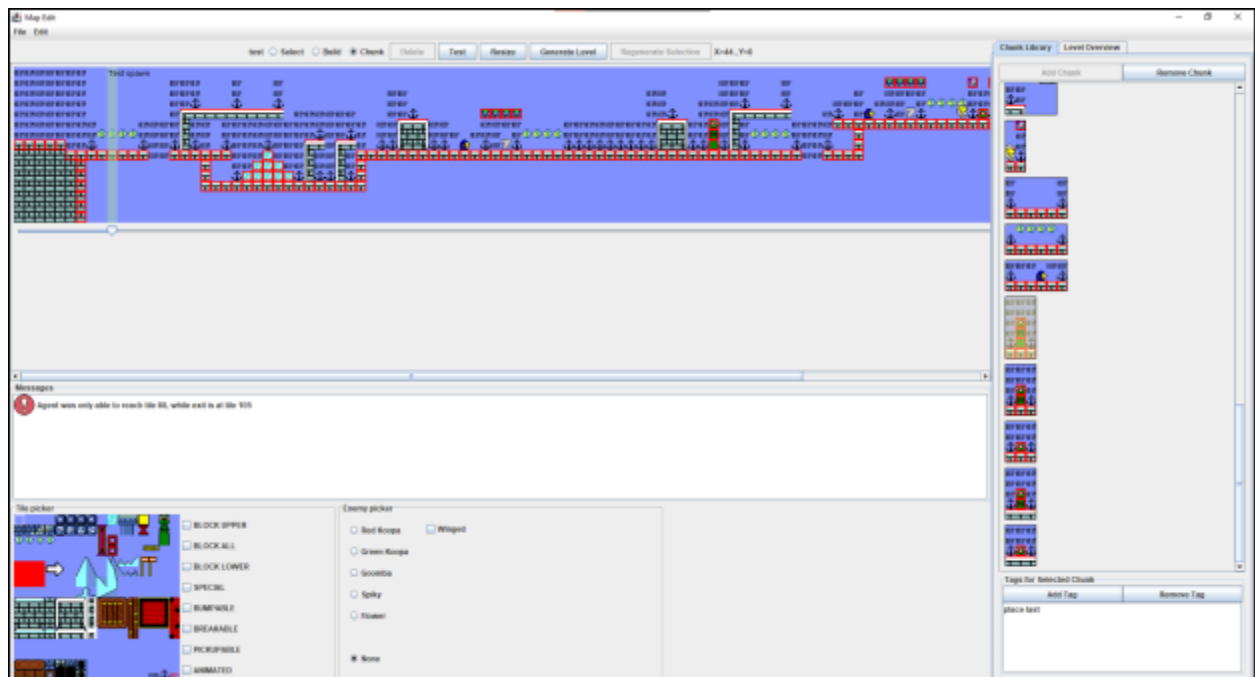 Map Edit
File Edit
test Select Build Chunk Delete Test Resize Generate Level Regenerate Selection X=44, Y=0
Chunk Library Level Overview
Add Chunk Remove Chunk
Test spawn
Messages
Agent was only able to reach tile 88, while exit is at tile 105
Tile picker
BLOCK UPPER
BLOCK ALL
BLOCK LOWER
SPECIAL
BUMPABLE
BREAKABLE
PICKUPABLE
ANIMATED
Enemy picker
Red Koopa Winged
Green Koopa
Goomba
Spiky
Flower
None
Tags for Selected Chunk
Add Tag Remove Tag
place last